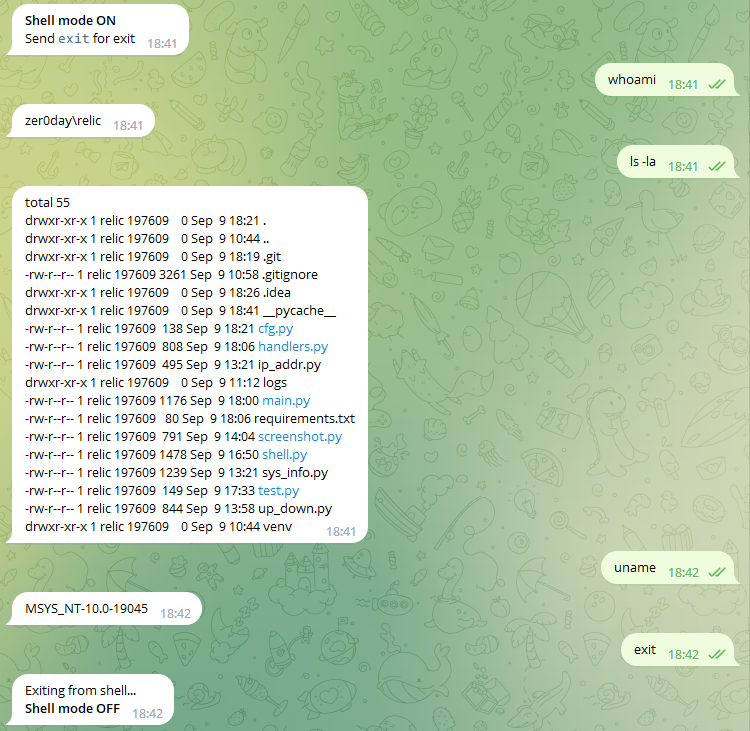 Shell mode ON
Send exit for exit 18:41
whoami 18:41
zer0day\relic 18:41
ls -la 18:41
total 55
drwxr-xr-x 1 relic 197609 0 Sep 9 18:21 .
drwxr-xr-x 1 relic 197609 0 Sep 9 10:44 ..
drwxr-xr-x 1 relic 197609 0 Sep 9 18:19 .git
-rw-r--r-- 1 relic 197609 3261 Sep 9 10:58 .gitignore
drwxr-xr-x 1 relic 197609 0 Sep 9 18:26 .idea
drwxr-xr-x 1 relic 197609 0 Sep 9 18:41 __pycache__
-rw-r--r-- 1 relic 197609 138 Sep 9 18:21 cfg.py
-rw-r--r-- 1 relic 197609 808 Sep 9 18:06 handlers.py
-rw-r--r-- 1 relic 197609 495 Sep 9 13:21 ip_addr.py
drwxr-xr-x 1 relic 197609 0 Sep 9 11:12 logs
-rw-r--r-- 1 relic 197609 1176 Sep 9 18:00 main.py
-rw-r--r-- 1 relic 197609 80 Sep 9 18:06 requirements.txt
-rw-r--r-- 1 relic 197609 791 Sep 9 14:04 screenshot.py
-rw-r--r-- 1 relic 197609 1478 Sep 9 16:50 shell.py
-rw-r--r-- 1 relic 197609 1239 Sep 9 13:21 sys_info.py
-rw-r--r-- 1 relic 197609 149 Sep 9 17:33 test.py
-rw-r--r-- 1 relic 197609 844 Sep 9 13:58 up_down.py
drwxr-xr-x 1 relic 197609 0 Sep 9 10:44 venv 18:41
uname 18:42
MSYS_NT-10.0-19045 18:42
exit 18:42
Exiting from shell...
Shell mode OFF 18:42